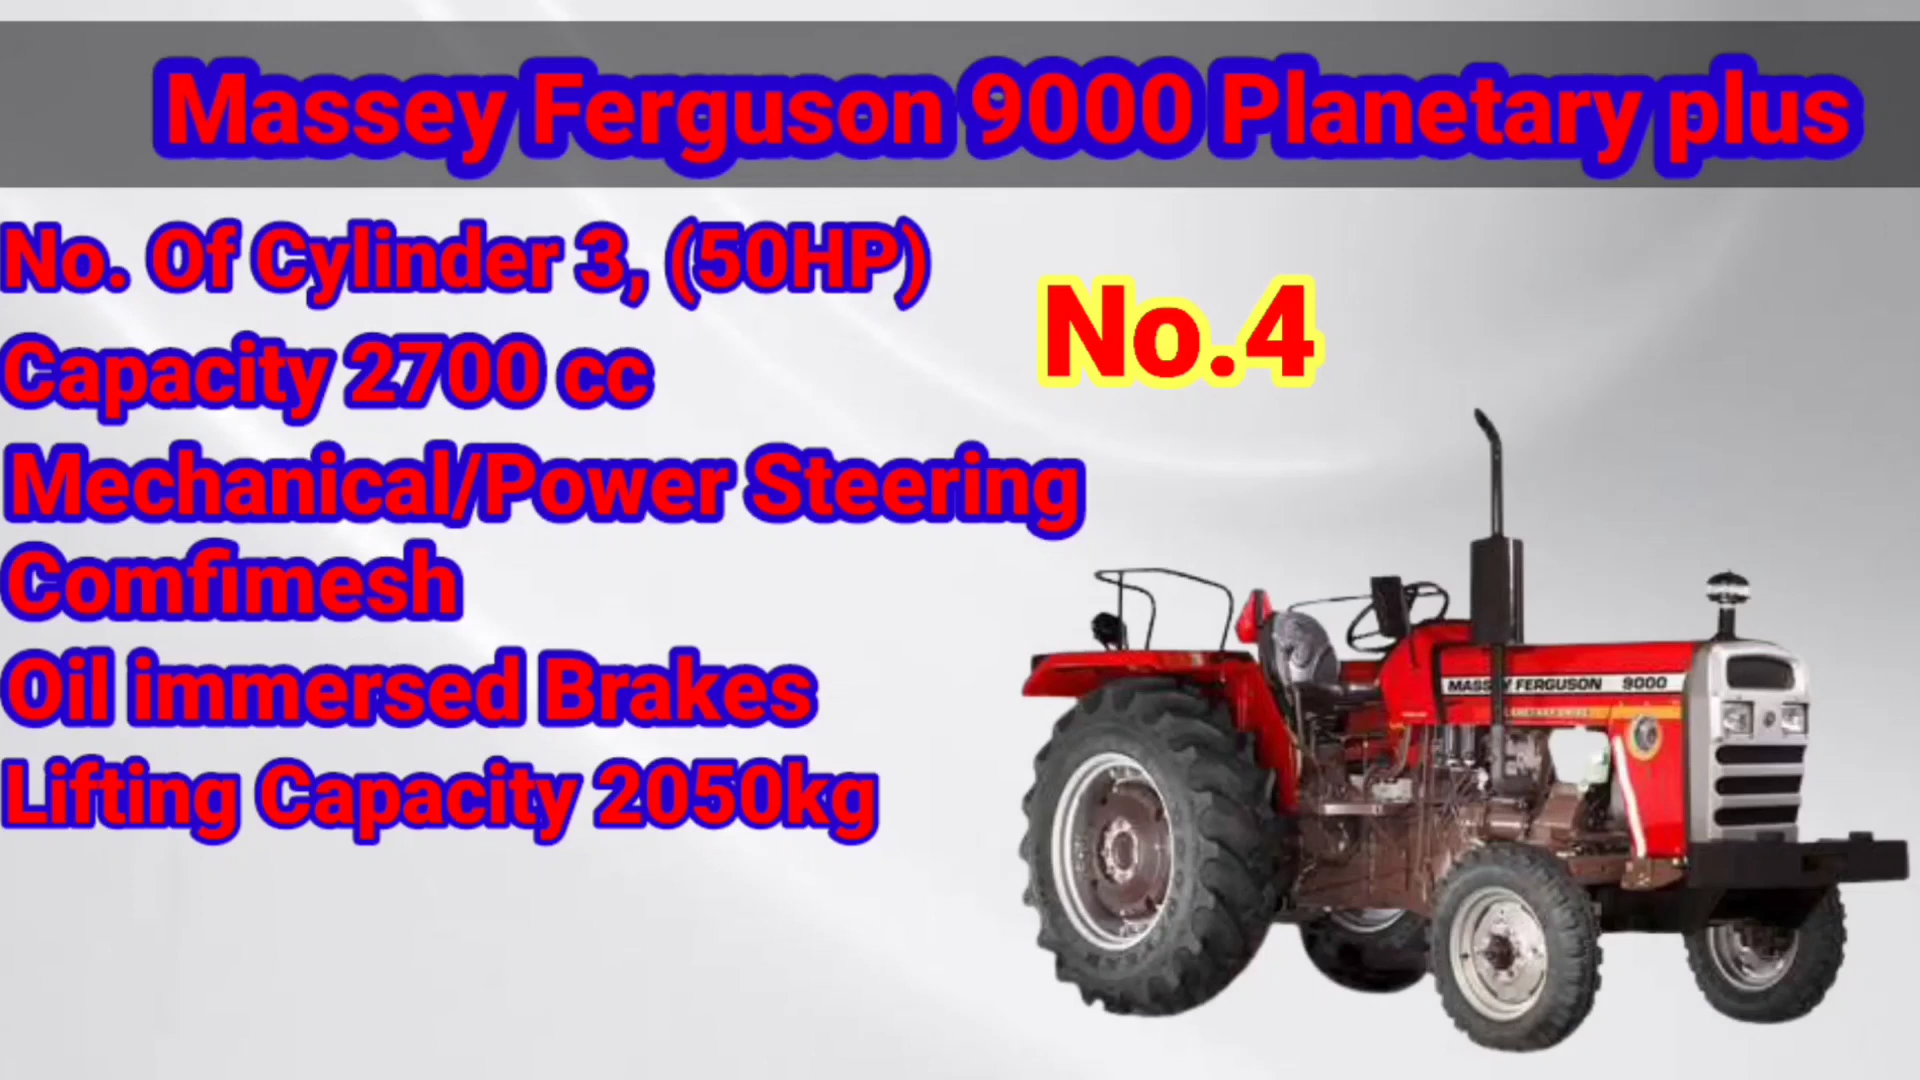 Massey Ferguson 9000 Planetary plus
No. Of Cylinder 3, (50HP)
No.4
Capacity 2700 cc
Mechanical/Power Steering
Comfimesh
Oil immersed Brakes
Lifting Capacity 2050kg
MASSEY FERGUSON 9000